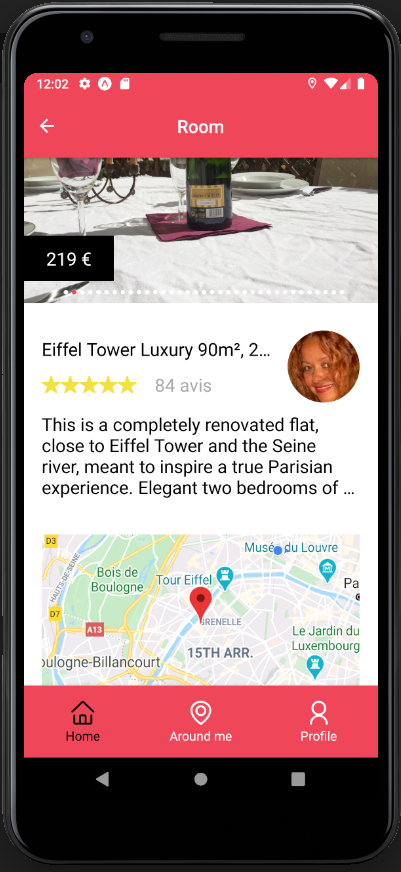 12:02
Room
219 €
Eiffel Tower Luxury 90m², 2...
84 avis
This is a completely renovated flat,
close to Eiffel Tower and the Seine
river, meant to inspire a true Parisian
experience. Elegant two bedrooms of ...
D3
Musée du Louvre
HAUTS-DE-SEINE
Bois de
Boulogne
Tour Eiffel
Pa
D7
A13
GRENELLE
Le Jardin du
Luxembourg
15TH ARR.
oulogne-Billancourt
Home
Around me
Profile